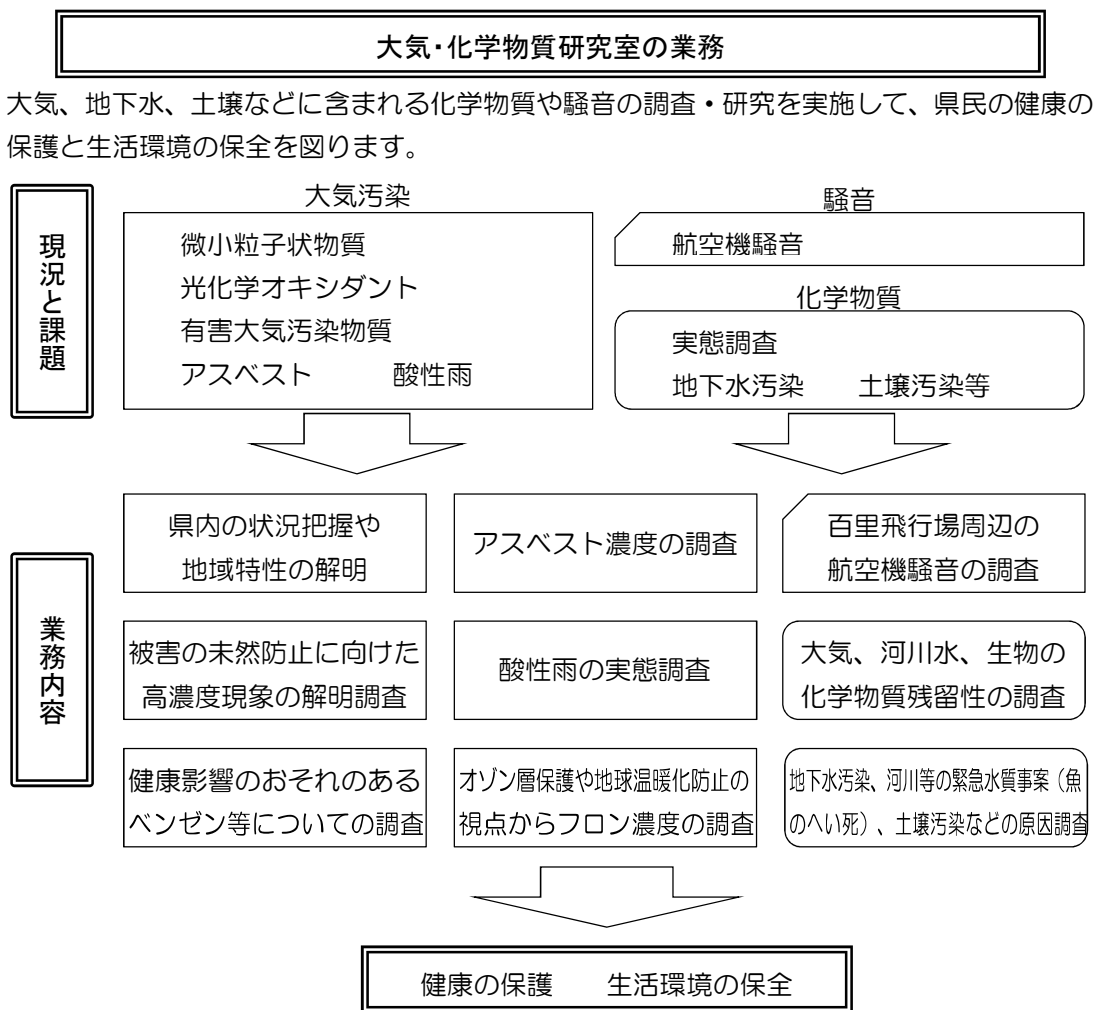 大気・化学物質研究室の業務
大気、地下水、土壌などに含まれる化学物質や騒音の調査・研究を実施して、県民の健康の
保護と生活環境の保全を図ります。
現況と課題
大気汚染
微小粒子状物質
光化学オキシダント
有害大気汚染物質
アスベスト 酸性雨
騒音
航空機騒音
化学物質
実態調査
地下水汚染 土壌汚染等
業務内容
県内の状況把握や
地域特性の解明
アスベスト濃度の調査
百里飛行場周辺の
航空機騒音の調査
被害の未然防止に向けた
高濃度現象の解明調査
酸性雨の実態調査
大気、河川水、生物の
化学物質残留性の調査
健康影響のおそれのある
ベンゼン等についての調査
オゾン層保護や地球温暖化防止の
視点からフロン濃度の調査
地下水汚染、河川等の緊急水質事案（魚
のへい死）、土壌汚染などの原因調査
健康の保護 生活環境の保全